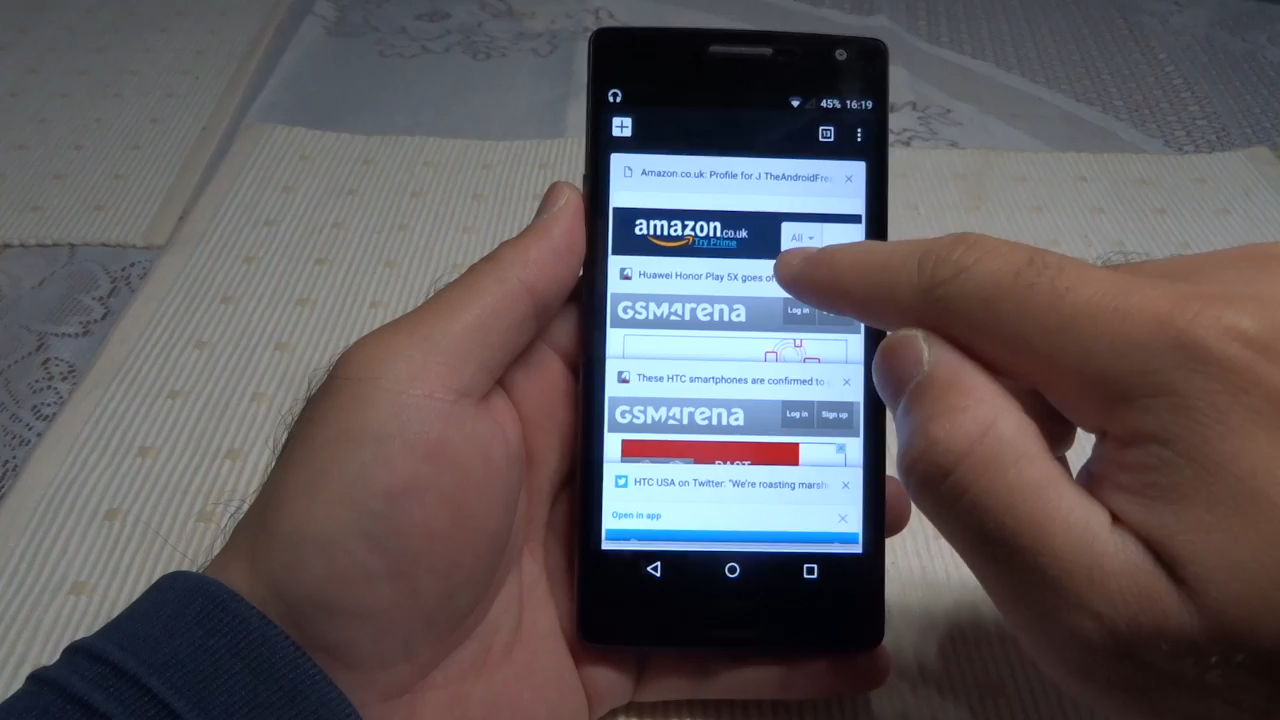 45% 16:19
13
Amazon.co.uk: Profile for J TheAndroidFre
amazon.co.uk
Try Prime
All
Huawei Honor Play 5X goes
GSMArena
Log in
These HTC smartphones are confirmed to
GSMArena
Log in Sign up
HTC USA on Twitter: "We're roasting marsh
Open in app